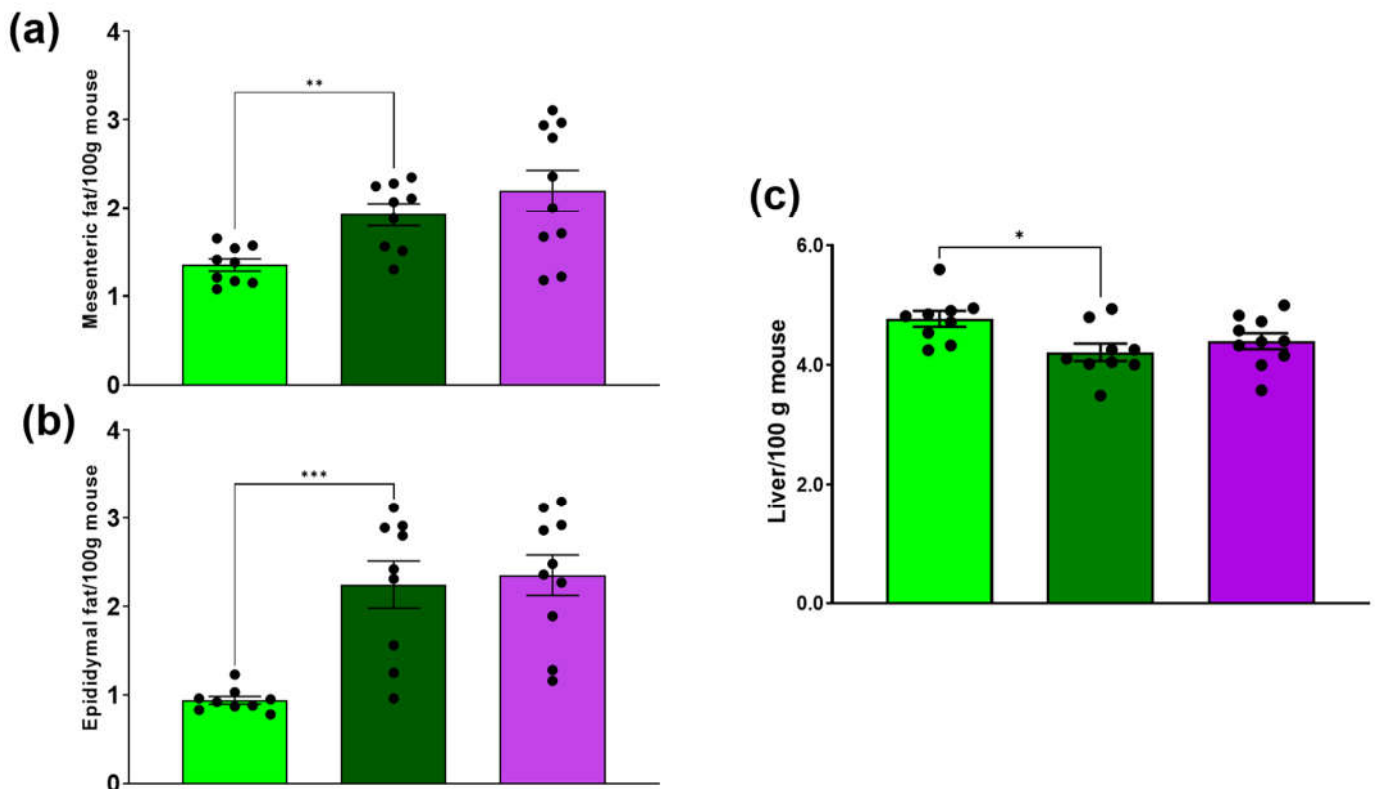 (a)
Mesenteric fat/100g mouse
4
3
2
1
0
**
(b)
Epididymal fat/100g mouse
4
3
2
1
0
***
(c)
Liver/100 g mouse
6.0
4.0
2.0
0.0
*